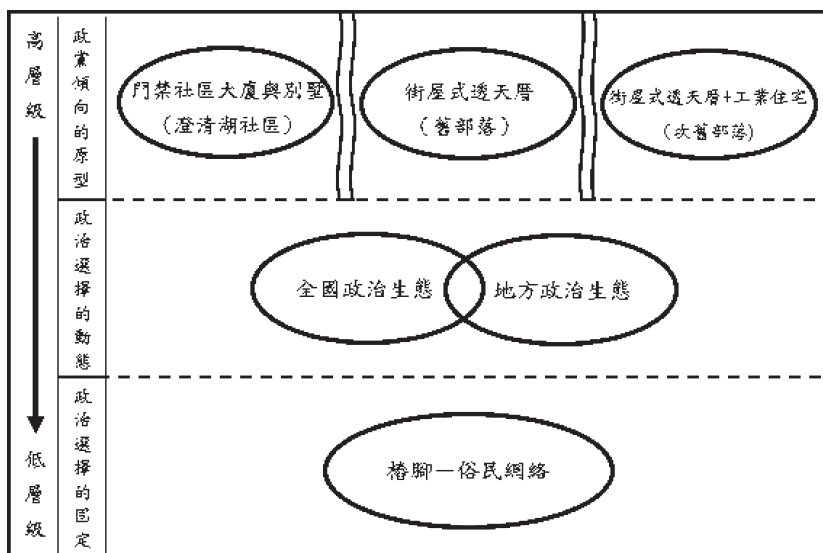 高層級
低層級
政黨傾向的原型
門禁社區大廈與別墅
(澄清湖社區)
街屋式透天厝
(舊部落)
街屋式透天厝+工業住宅
(次舊部落)
政治選擇的動態
全國政治生態
地方政治生態
政治選擇的固定
樁腳—俗民網絡